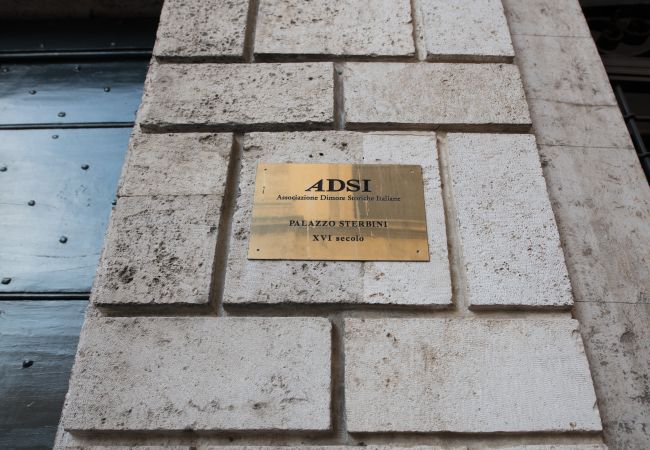 ADSI
Associazione Dimore Storiche Italiane
PALAZZO STERBINI
XVI secolo